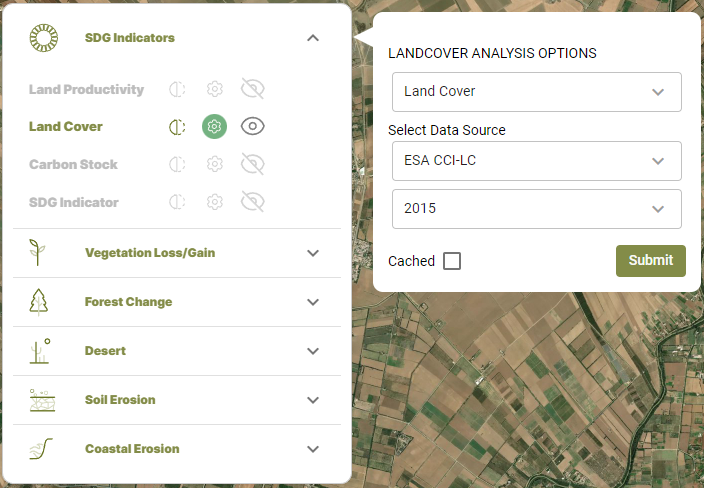 SDG Indicators
Land Productivity
Land Cover
Carbon Stock
SDG Indicator
Vegetation Loss/Gain
Forest Change
Desert
Soil Erosion
Coastal Erosion
LANDCOVER ANALYSIS OPTIONS
Land Cover
Select Data Source
ESA CCI-LC
2015
Cached
Submit